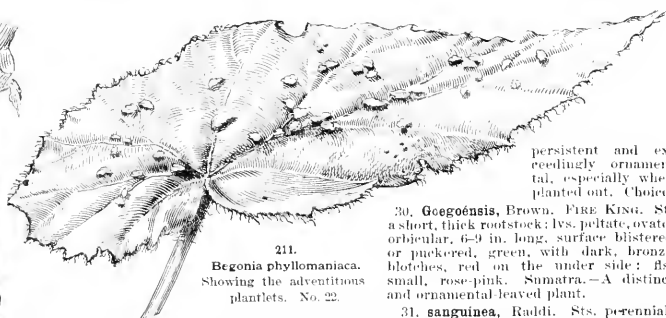 211.
Begonia phyllomaniaca.
Showing the adventitious
plantlets. No. 22.
persistent and ex
ceedingly ornamen
tal, especially whe
planted out. Choice
30. Goegoénsis, Brown. FIRE KING. St
a short, thick rootstock: lvs. peltate, ovate
orbicular, 6–9 in. long, surface blistere
or puckered, green, with dark, bronz
blotches, red on the under side: fls
small, rose-pink. Sumatra.—A distinc
and ornamental-leaved plant.
31. sanguinea, Raddi. Sts. perennial